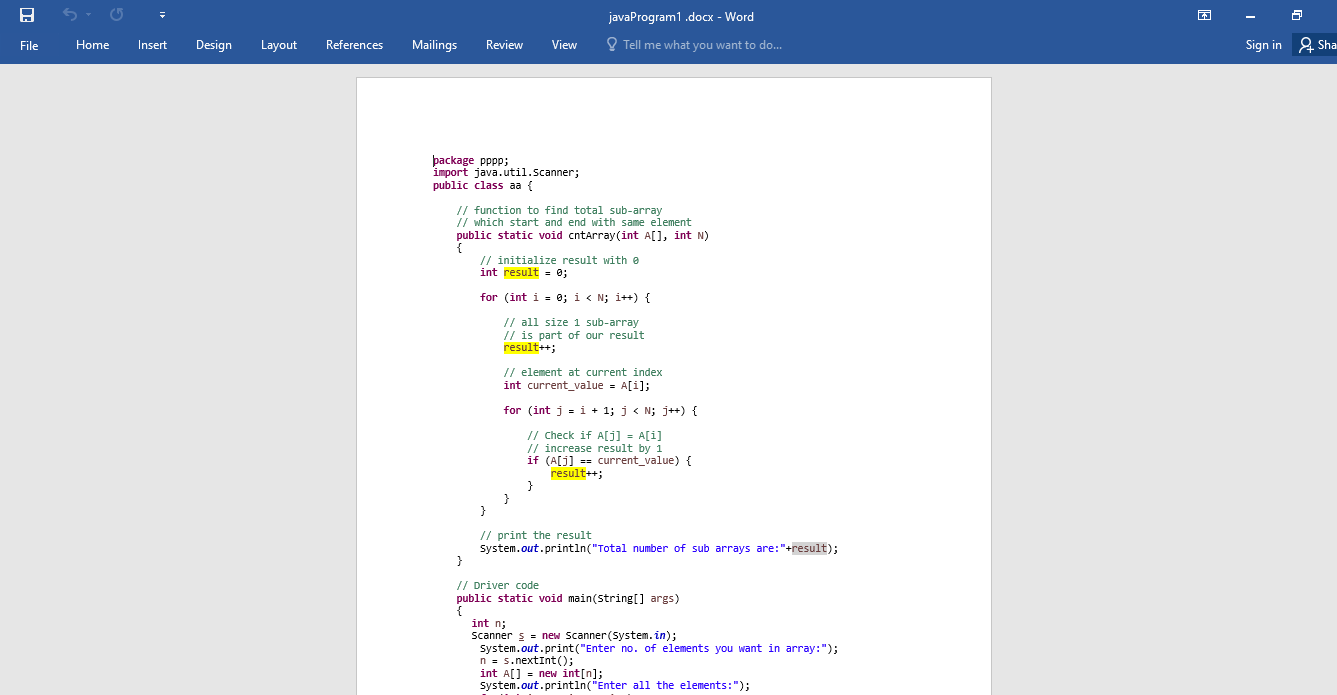 javaProgram1 .docx - Word
File Home Insert Design Layout References Mailings Review View Tell me what you want to do... Sign in Sha
package pppp;
import java.util.Scanner;
public class aa {
// function to find total sub-array
// which start and end with same element
public static void cntArray(int A[], int N)
{
// initialize result with 0
int result = 0;
for (int i = 0; i < N; i++) {
// all size 1 sub-array
// is part of our result
result++;
// element at current index
int current_value = A[i];
for (int j = i + 1; j < N; j++) {
// Check if A[j] = A[i]
// increase result by 1
if (A[j] == current_value) {
result++;
}
}
}
// print the result
System.out.println("Total number of sub arrays are:"+result);
}
// Driver code
public static void main(String[] args)
{
int n;
Scanner s = new Scanner(System.in);
System.out.print("Enter no. of elements you want in array:");
n = s.nextInt();
int A[] = new int[n];
System.out.println("Enter all the elements:");